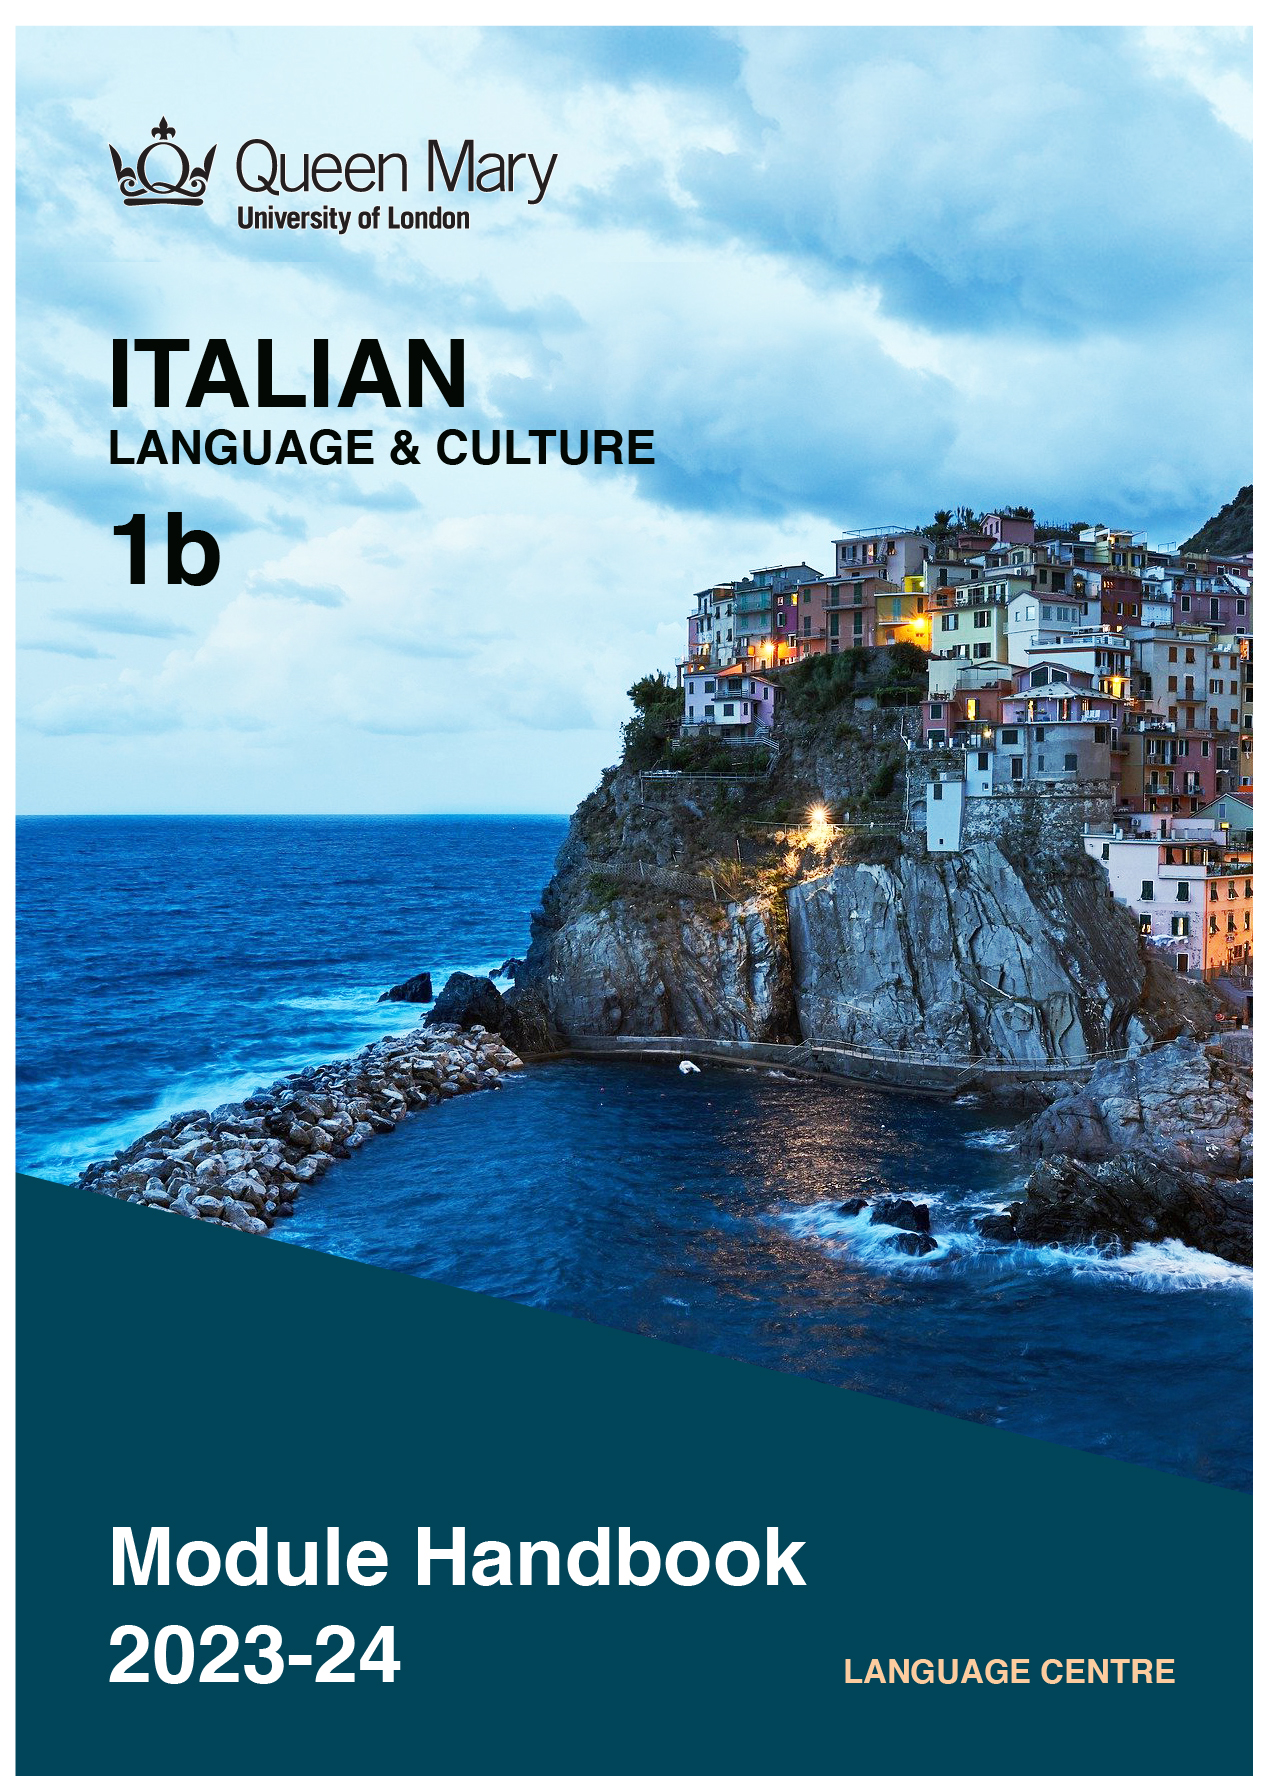 Queen Mary
University of London
ITALIAN
LANGUAGE & CULTURE
1b
Module Handbook
2023-24
LANGUAGE CENTRE